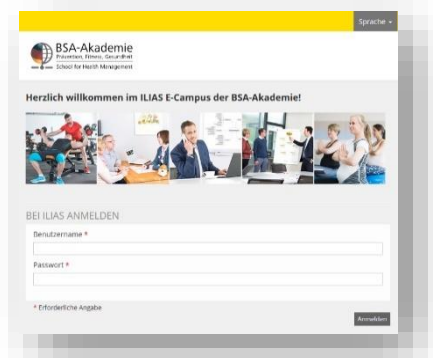 Sprache
BSA-Akademie
Prävention, Fitness, Gesundheit
School for Health Management
Herzlich willkommen im ILIAS E-Campus der BSA-Akademie!
BEI ILIAS ANMELDEN
Benutzername *
Passwort *
* Erforderliche Angabe
Anmelden